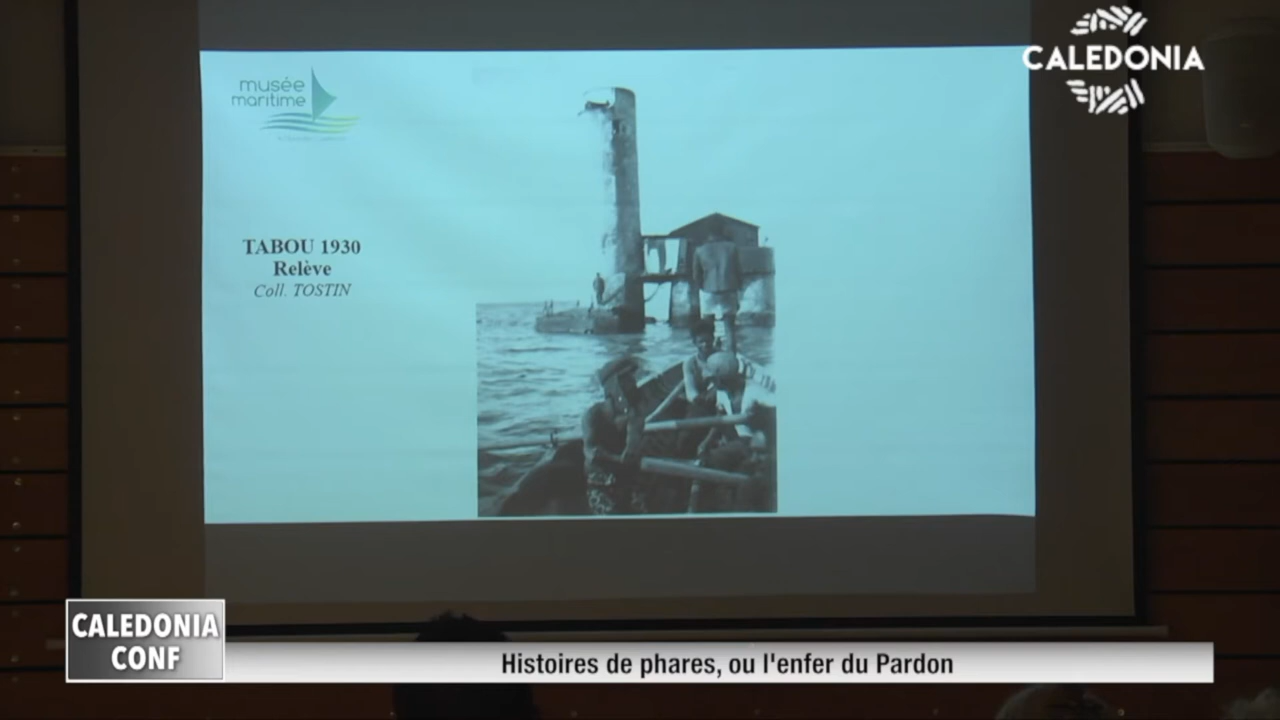 CALEDONIA
musée
maritime
TABOU 1930
Relève
Coll. TOSTIN
CALEDONIA
CONF
Histoires de phares, ou l'enfer du Pardon